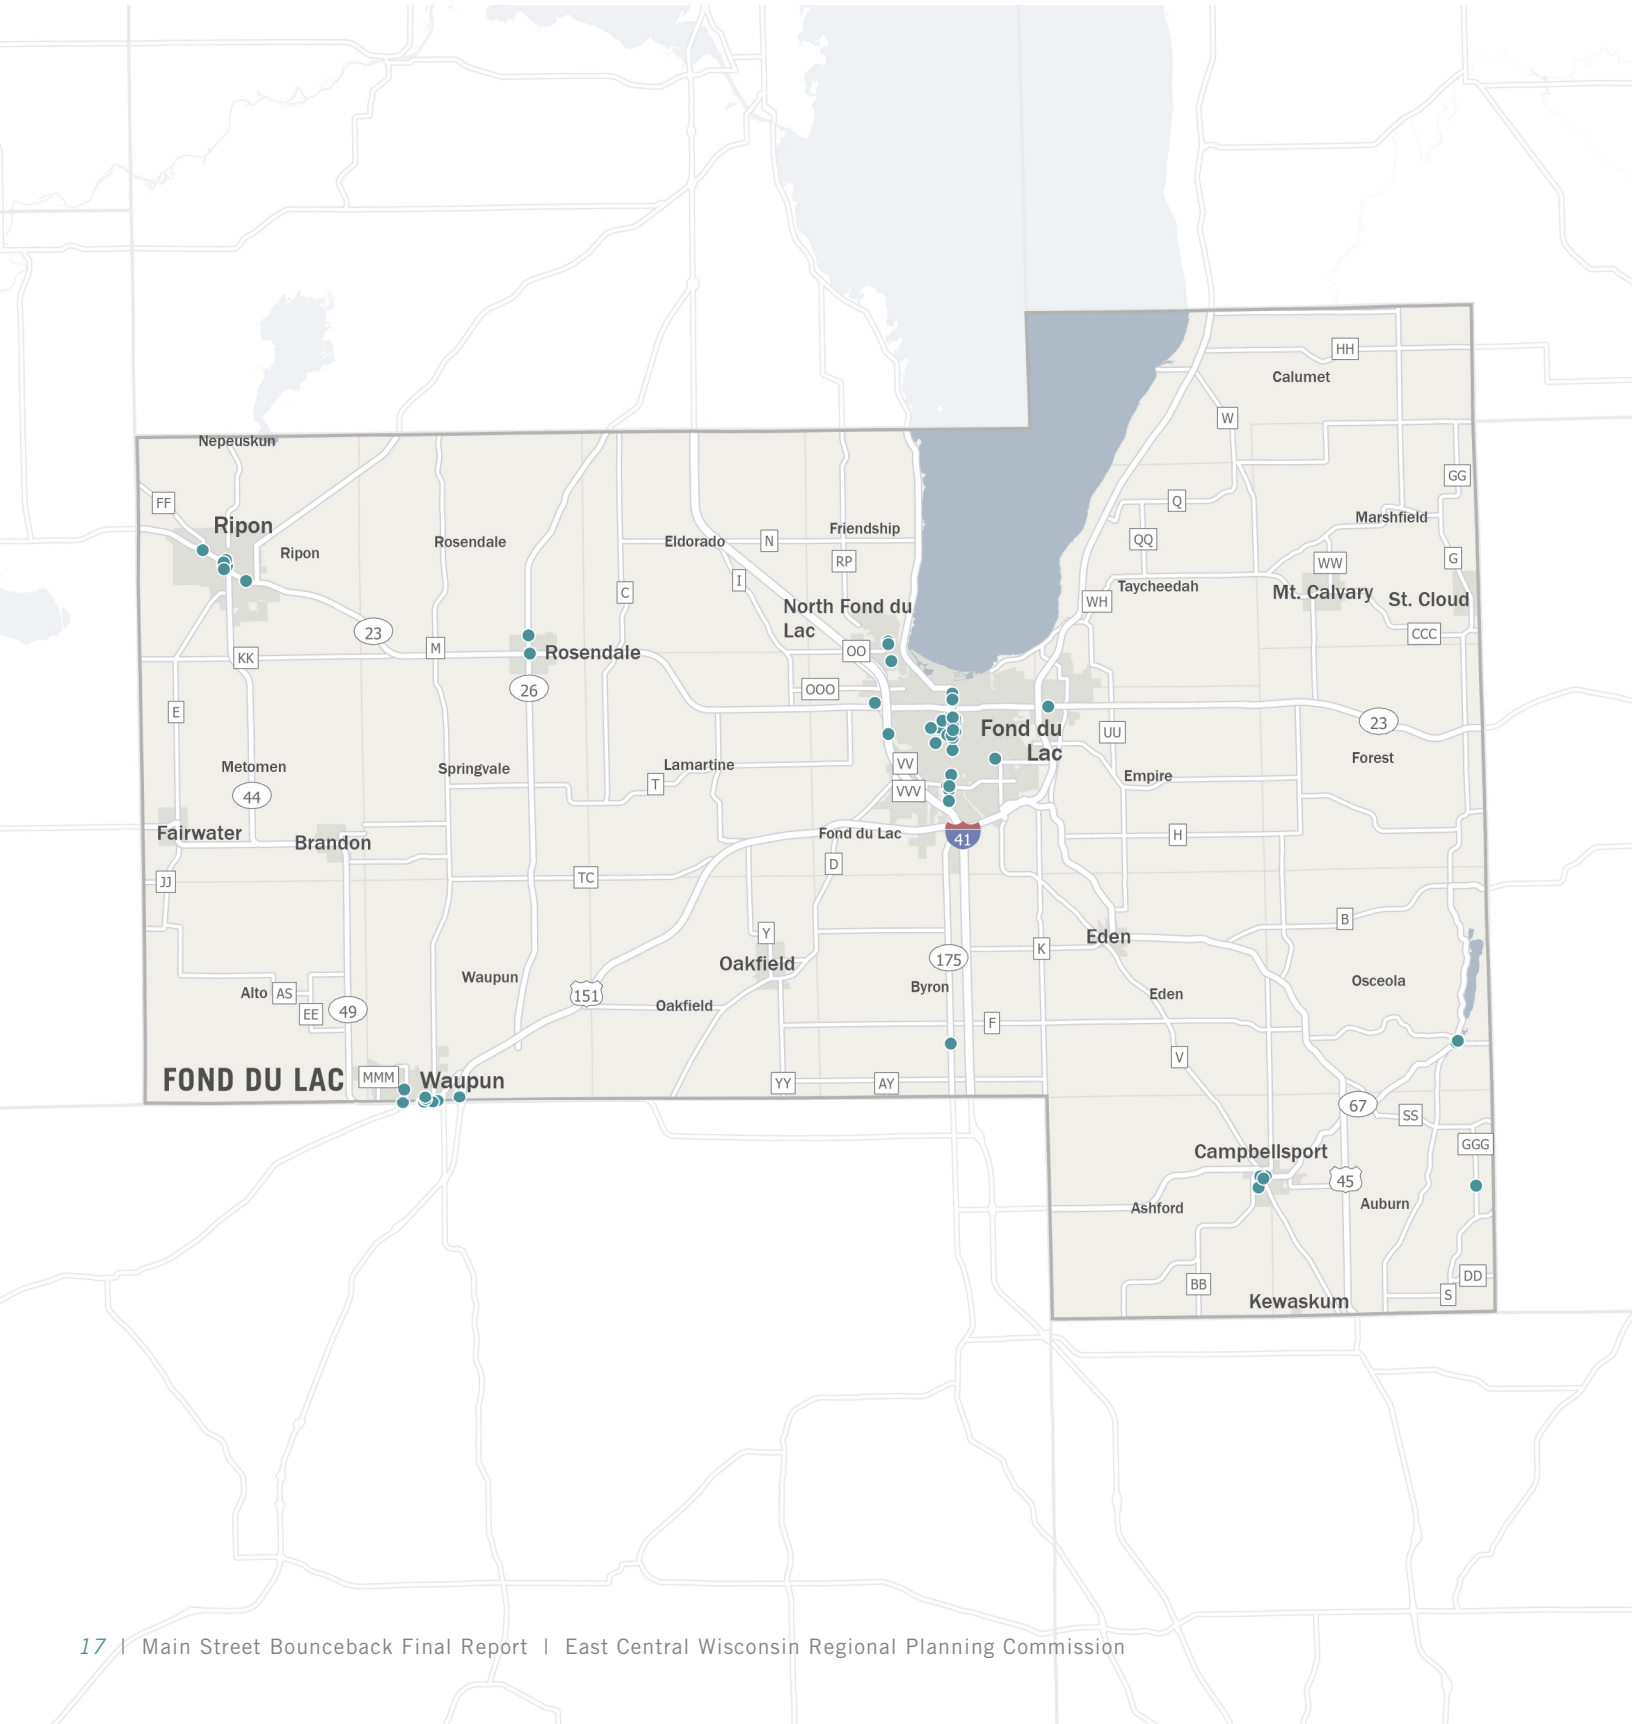 HH
Calumet
W
Nepeuskun
GG
FF
Q
Ripon
Marshfield
Friendship
QQ
Rosendale
Eldorado
N
Ripon
RP
WW
G
I
Taycheedah
C
Mt. Calvary
St. Cloud
WH
North Fond du
Lac
23
CCC
M
OO
KK
Rosendale
26
OOO
E
23
Fond du
Lac
UU
Forest
Metomen
Springvale
Lamartine
VV
Empire
T
VVV
44
Fairwater
Brandon
Fond du Lac
41
H
D
JJ
TC
B
Y
Eden
K
Oakfield
175
Waupun
Osceola
Byron
Alto
AS
151
Eden
Oakfield
EE
49
F
V
FOND DU LAC
MMM
Waupun
YY
AY
67
SS
GGG
Campbellsport
45
Ashford
Auburn
DD
BB
S
Kewaskum
17 | Main Street Bounceback Final Report | East Central Wisconsin Regional Planning Commission